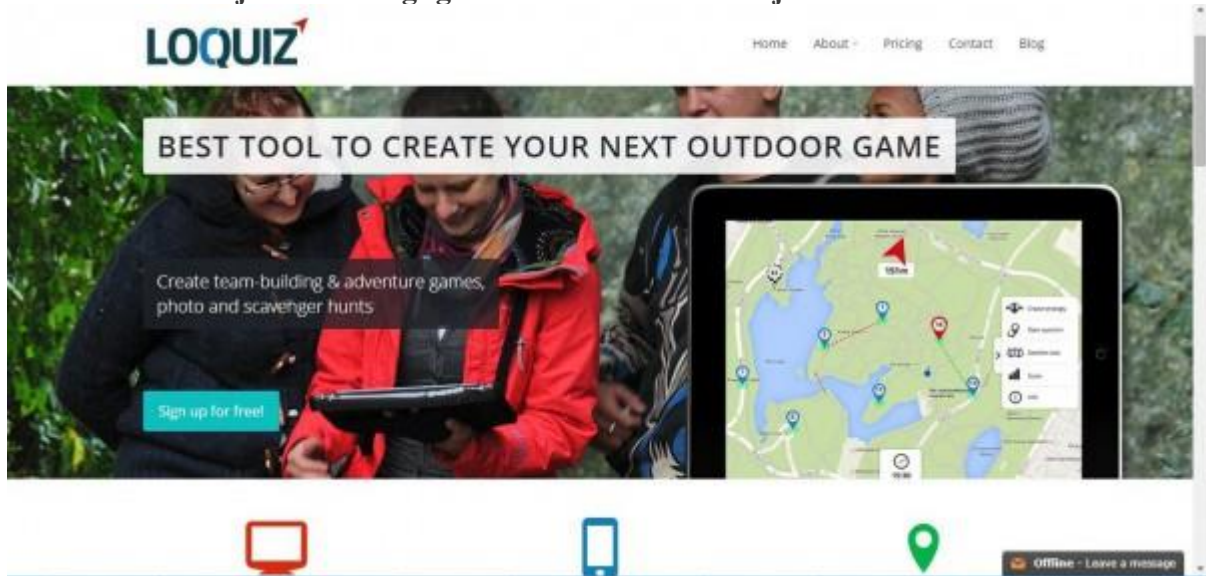 LOQUIZ
Home About Pricing Contact Blog
BEST TOOL TO CREATE YOUR NEXT OUTDOOR GAME
Create team-building & adventure games,
photo and scavenger hunts
Sign up for free!
Offline - Leave a message